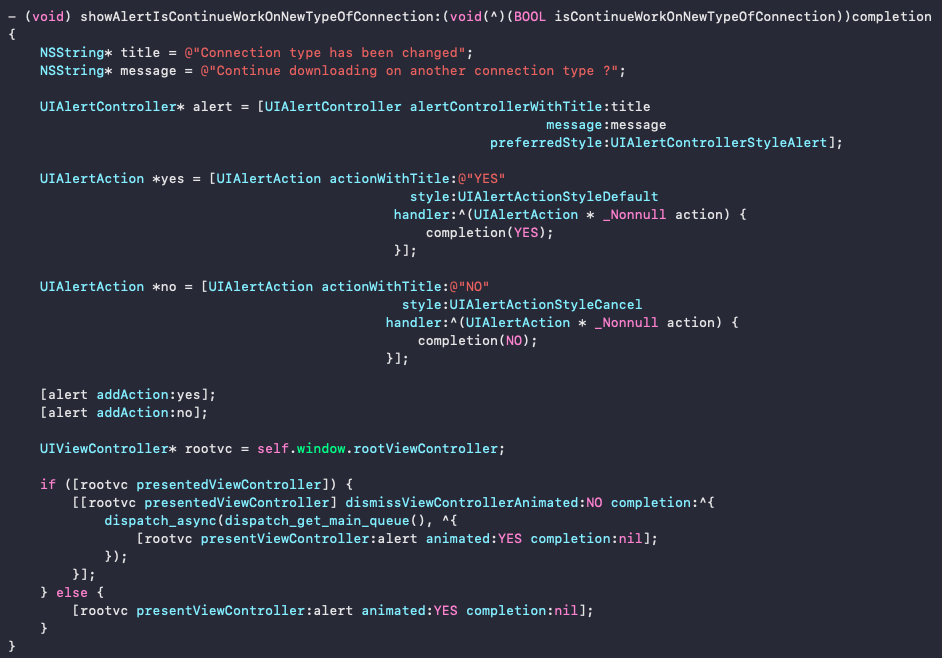 - (void) showAlertIsContinueWorkOnNewTypeOfConnection:(void(^)(BOOL isContinueWorkOnNewTypeOfConnection))completion
{
    NSString* title = @"Connection type has been changed";
    NSString* message = @"Continue downloading on another connection type ?";

    UIAlertController* alert = [UIAlertController alertControllerWithTitle:title
                                                                   message:message
                                                            preferredStyle:UIAlertControllerStyleAlert];

    UIAlertAction *yes = [UIAlertAction actionWithTitle:@"YES"
                                                  style:UIAlertActionStyleDefault
                                                handler:^(UIAlertAction * _Nonnull action) {
                                                    completion(YES);
                                                }];

    UIAlertAction *no = [UIAlertAction actionWithTitle:@"NO"
                                                 style:UIAlertActionStyleCancel
                                               handler:^(UIAlertAction * _Nonnull action) {
                                                   completion(NO);
                                               }];

    [alert addAction:yes];
    [alert addAction:no];

    UIViewController* rootvc = self.window.rootViewController;

    if ([rootvc presentedViewController]) {
        [[rootvc presentedViewController] dismissViewControllerAnimated:NO completion:^{
            dispatch_async(dispatch_get_main_queue(), ^{
                [rootvc presentViewController:alert animated:YES completion:nil];
            });
        }];
    } else {
        [rootvc presentViewController:alert animated:YES completion:nil];
    }
}